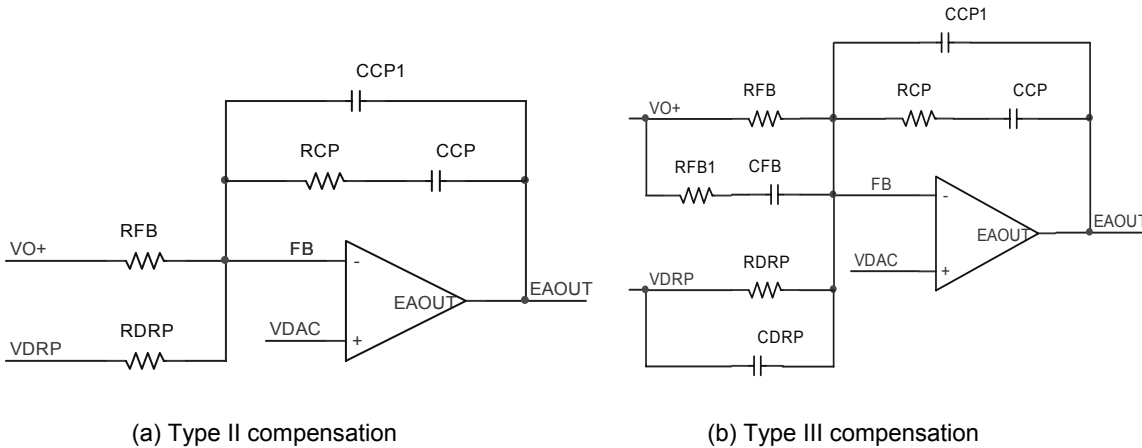 CCP1
RCP CCP
RFB
VO+ FB -
EAOUT EAOUT
RDRP VDAC +
VDRP
(a) Type II compensation
CCP1
VO+ RFB RCP CCP
RFB1 CFB
FB -
EAOUT EAOUT
RDRP VDAC +
VDRP
CDRP
(b) Type III compensation